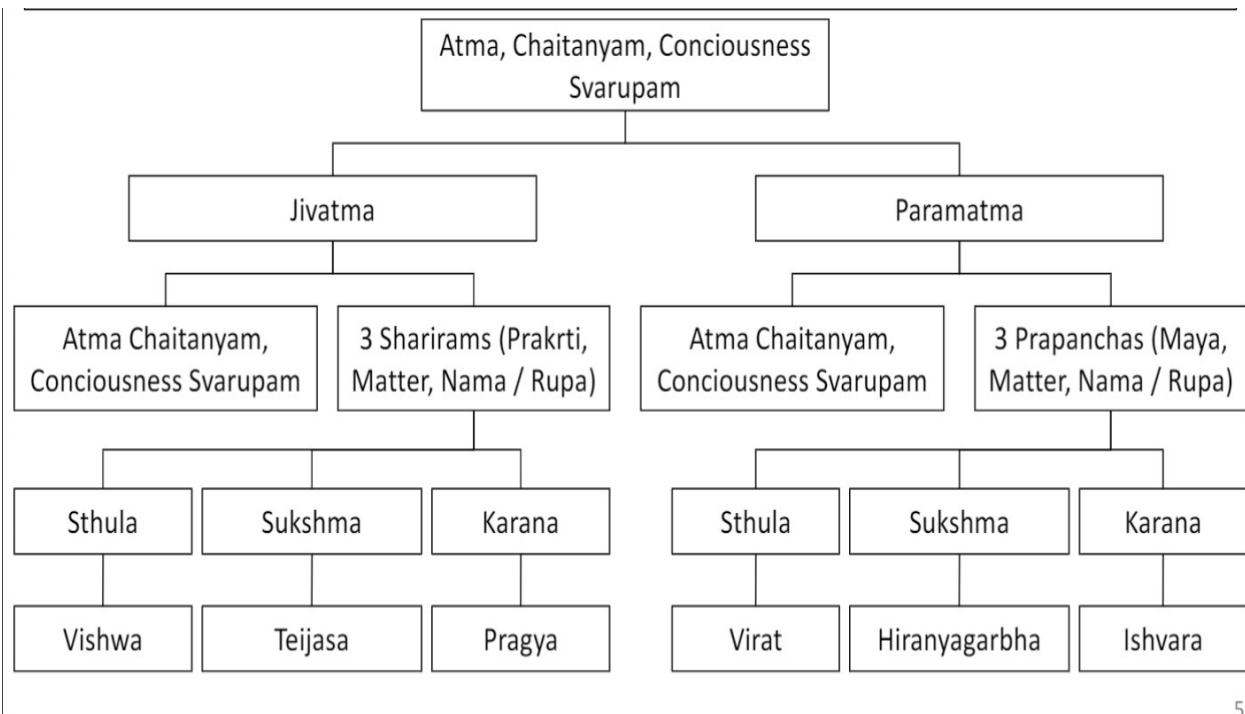 Atma, Chaitanyam, Conciousness
Svarupam
Jivatma
Paramatma
Atma Chaitanyam,
Conciousness Svarupam
3 Sharirams (Prakrti,
Matter, Nama / Rupa)
Atma Chaitanyam,
Conciousness Svarupam
3 Prapanchas (Maya,
Matter, Nama / Rupa)
Sthula
Sukshma
Karana
Sthula
Sukshma
Karana
Vishwa
Teijasa
Pragya
Virat
Hiranyagarbha
Ishvara
5